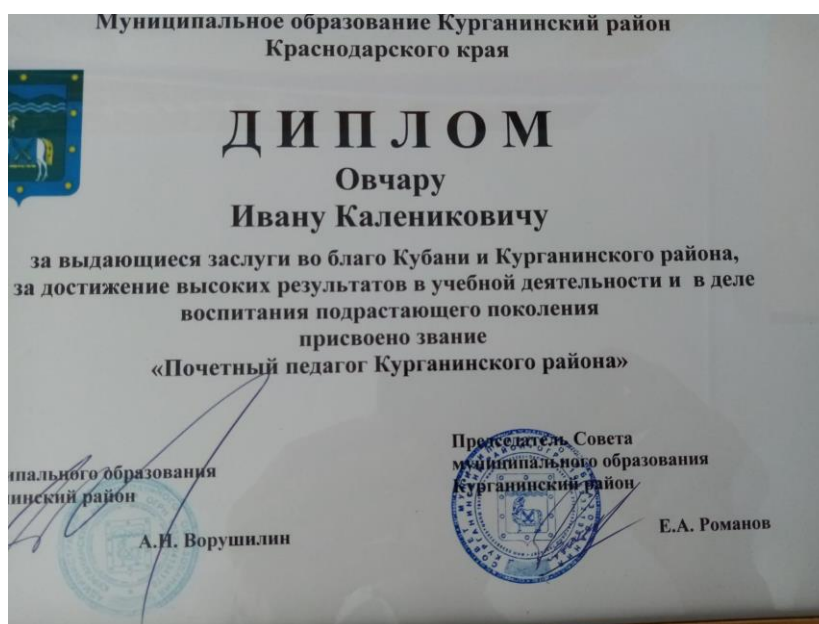 Муниципальное образование Курганинский район
Краснодарского края
ДИПЛОМ
Овчару
Ивану Калениковичу
за выдающиеся заслуги во благо Кубани и Курганинского района,
за достижение высоких результатов в учебной деятельности и в деле
воспитания подрастающего поколения
присвоено звание
«Почетный педагог Курганинского района»
образования
район
А.Н. Ворушилин
Председатель Совета
муниципального образования
Курганинский район
Е.А. Романов